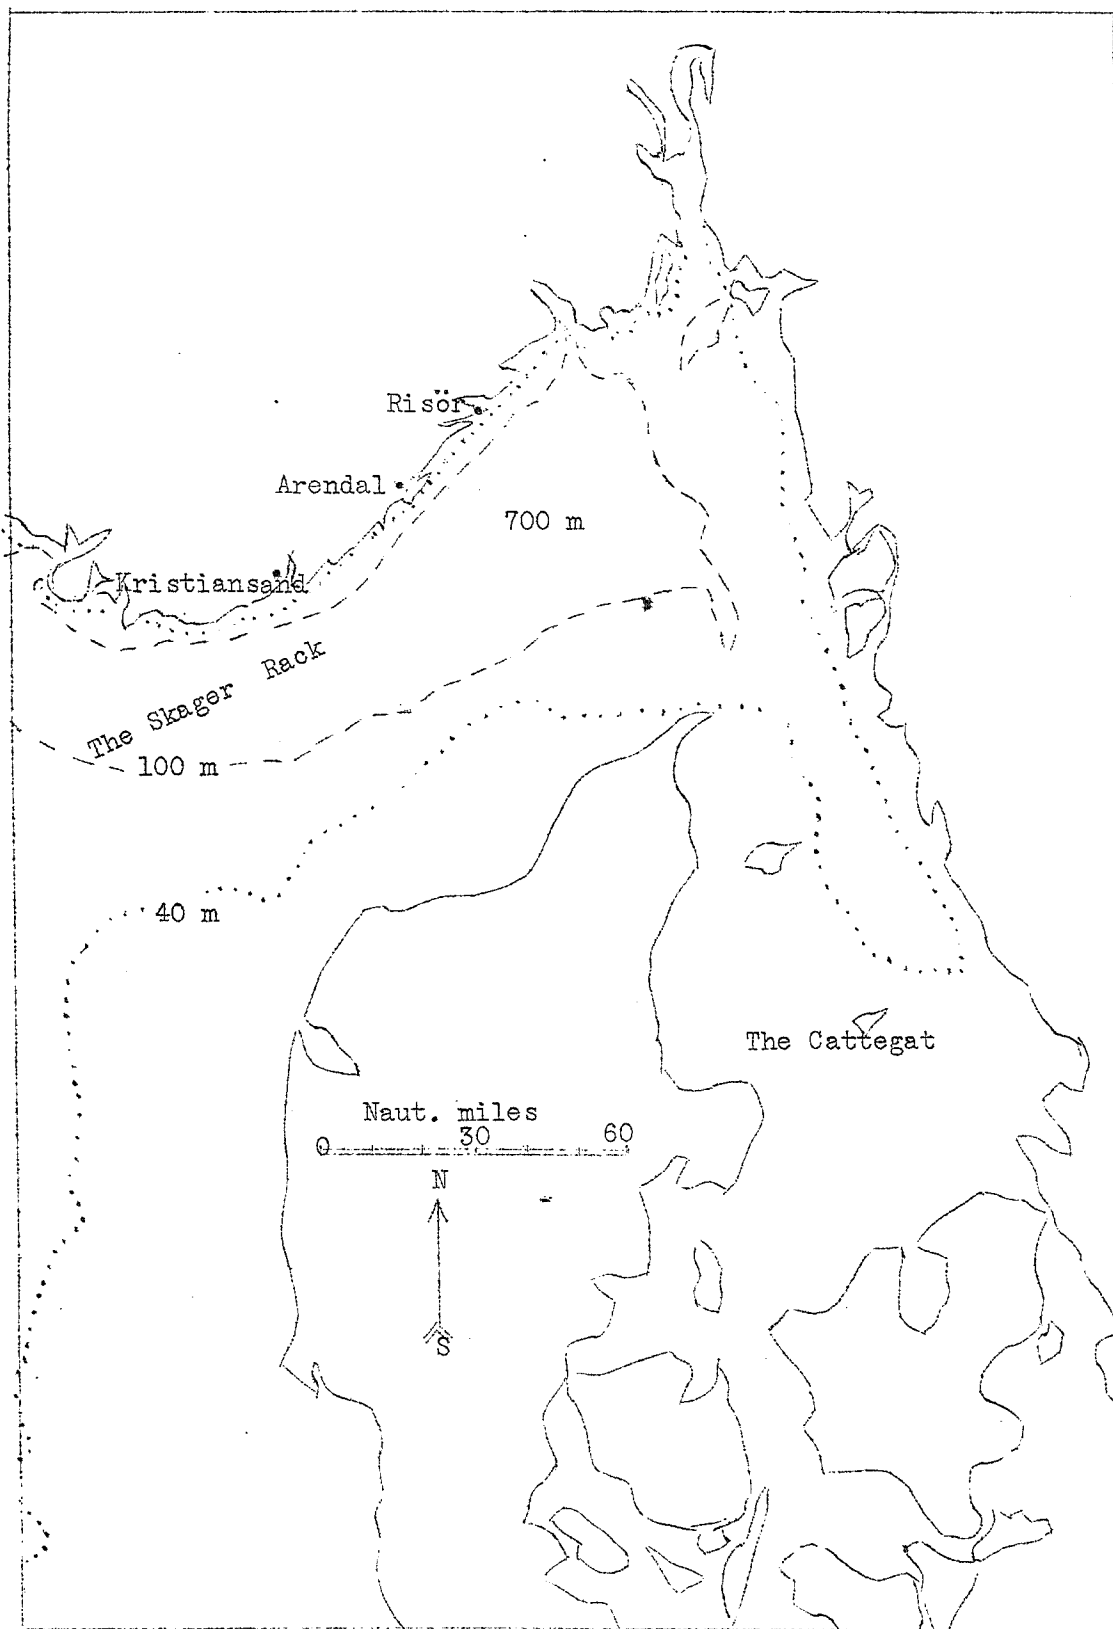 Risör
Arendal
700 m
Kristiansand
The Skager Rack
100 m
40 m
The Cattegat
Naut. miles
0 30 60
N
S